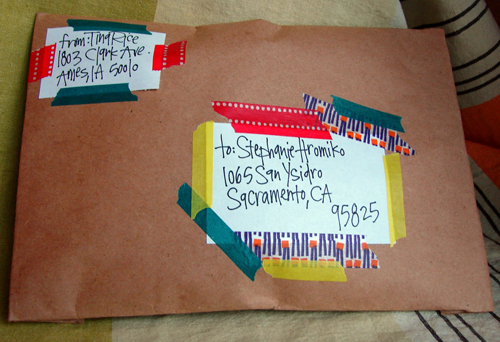 from: Tina Rice
1803 Clark Ave.
Ames, IA 50010
to: Stephanie Hromiko
1065 San Ysidro
Sacramento, CA
95825